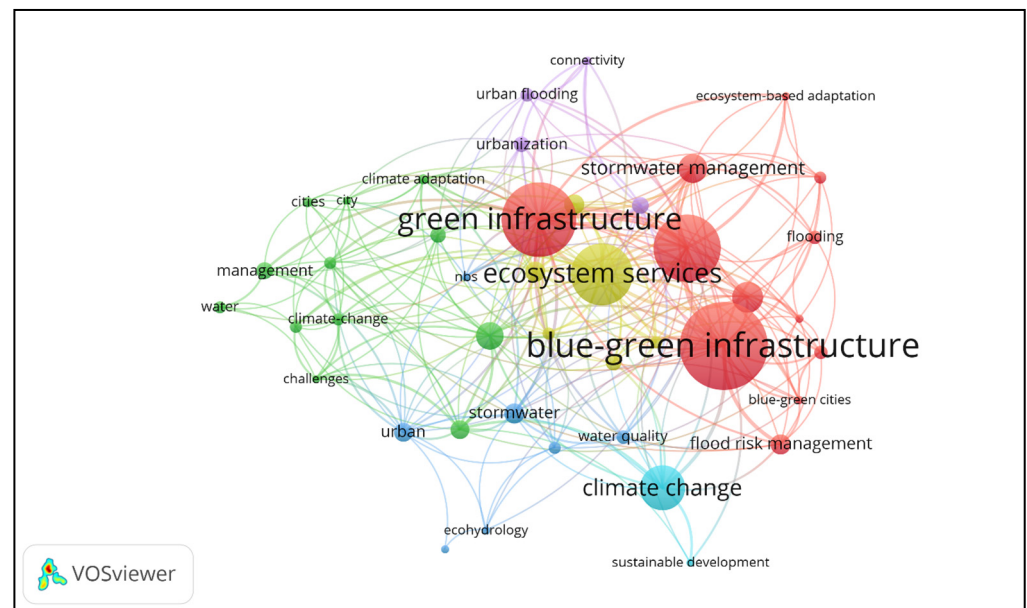 connectivity
urban flooding
ecosystem-based adaptation
urbanization
stormwater management
climate adaptation
cities
city
green infrastructure
flooding
management
nbs
ecosystem services
water
climate-change
blue-green infrastructure
challenges
blue-green cities
stormwater
urban
water quality
flood risk management
climate change
ecohydrology
sustainable development
VOSviewer